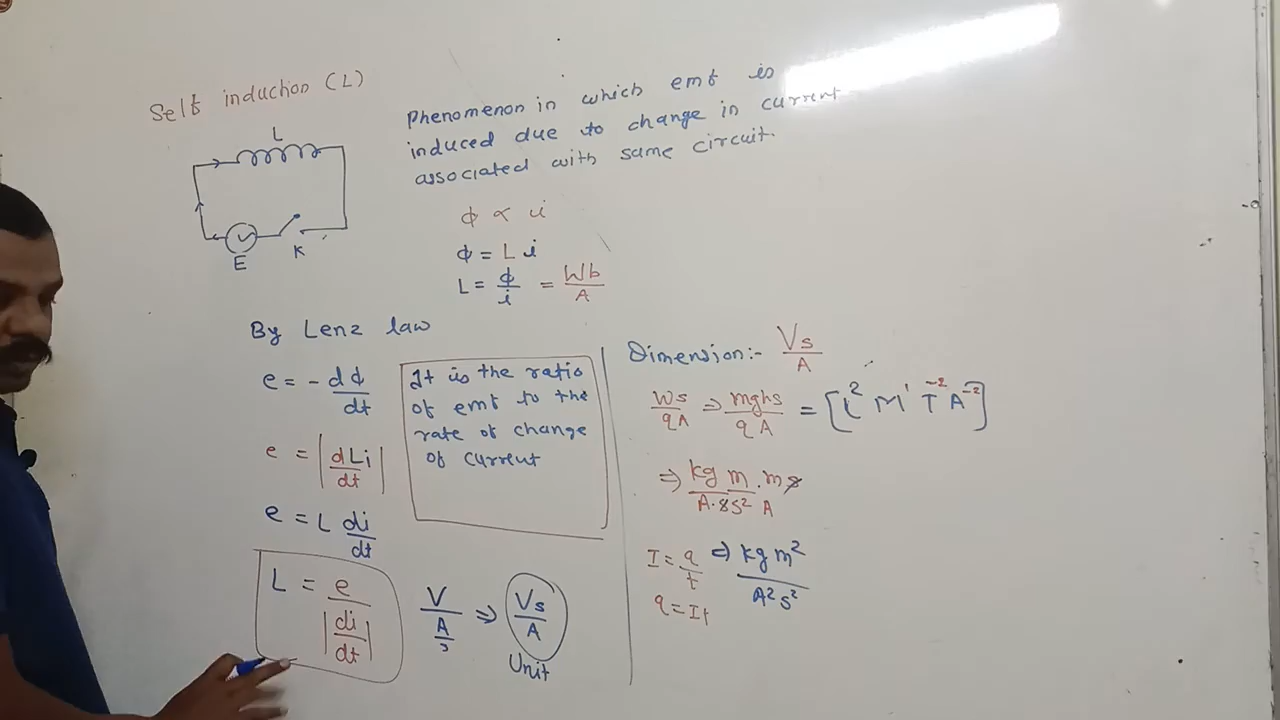 Self induction (L)
Phenomenon in which emf is
induced due to change in current
associated with same circuit.
L
E
K
ϕ ∝ i
ϕ = L i
L = ϕ/i = Wb/A
By Lenz law
e = - dϕ/dt
e = |dLi/dt|
e = L di/dt
L = e/|di/dt|
V/(A/s) ⇒ Vs/A
Unit
It is the ratio
of emf to the
rate of change
of current
Dimension:- Vs/A
Ws/qA ⇒ mghs/qA = [L² M¹ T⁻² A⁻²]
⇒ kg m . m s/A.s s² A
I = q/t ⇒ kg m²/A² s²
q = It